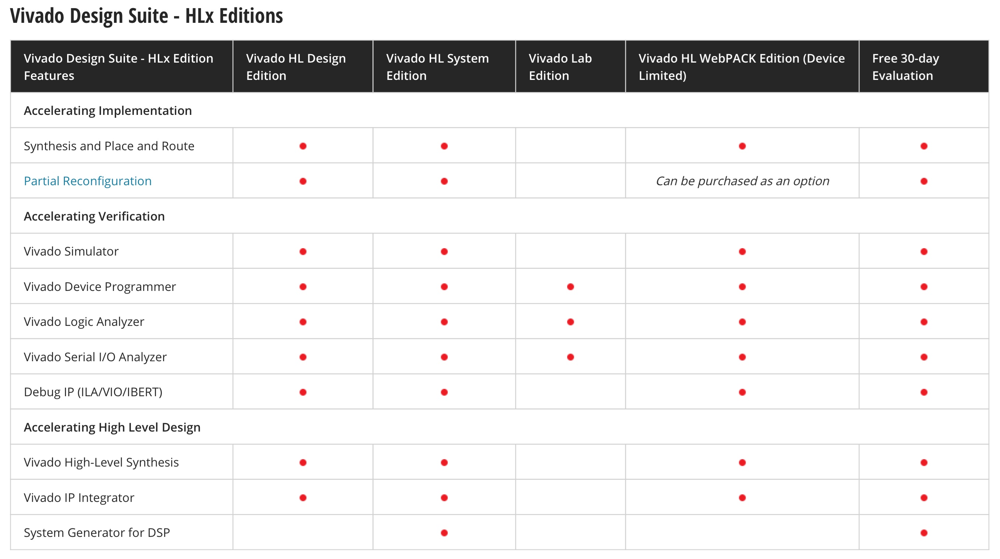 Vivado Design Suite - HLx Editions
Vivado Design Suite - HLx Edition Features
Vivado HL Design Edition
Vivado HL System Edition
Vivado Lab Edition
Vivado HL WebPACK Edition (Device Limited)
Free 30-day Evaluation
Accelerating Implementation
Synthesis and Place and Route
Partial Reconfiguration
Can be purchased as an option
Accelerating Verification
Vivado Simulator
Vivado Device Programmer
Vivado Logic Analyzer
Vivado Serial I/O Analyzer
Debug IP (ILA/VIO/IBERT)
Accelerating High Level Design
Vivado High-Level Synthesis
Vivado IP Integrator
System Generator for DSP